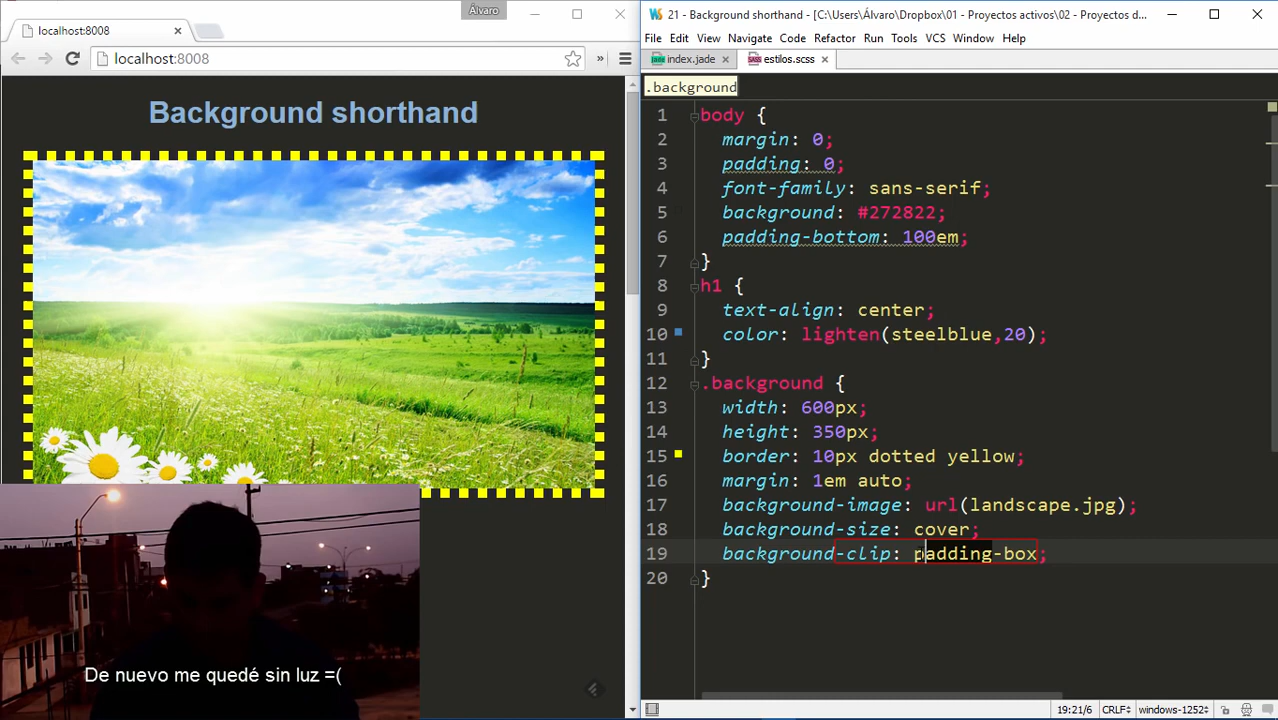 Álvaro
localhost:8008
localhost:8008
»
Background shorthand
De nuevo me quedé sin luz =(
21 - Background shorthand - [C:\Users\Álvaro\Dropbox\01 - Proyectos activos\02 - Proyectos d...
File Edit View Navigate Code Refactor Run Tools VCS Window Help
index.jade estilos.scss
.background
1 body {
2 margin: 0;
3 padding: 0;
4 font-family: sans-serif;
5 background: #272822;
6 padding-bottom: 100em;
7 }
8 h1 {
9 text-align: center;
10 color: lighten(steelblue,20);
11 }
12 .background {
13 width: 600px;
14 height: 350px;
15 border: 10px dotted yellow;
16 margin: 1em auto;
17 background-image: url(landscape.jpg);
18 background-size: cover;
19 background-clip: padding-box;
20 }
19:21/6 CRLF÷ windows-1252÷